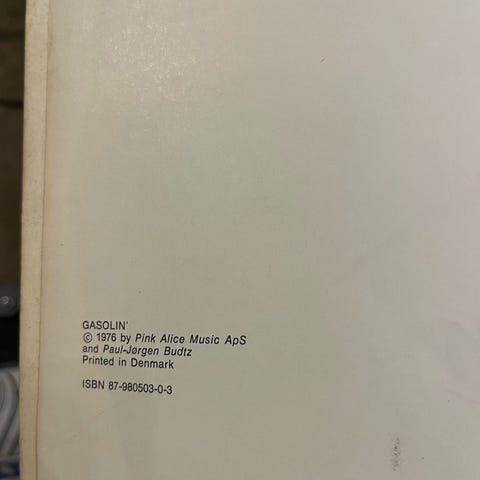 GASOLIN'
© 1976 by Pink Alice Music ApS
and Paul-Jørgen Budtz
Printed in Denmark
ISBN 87-980503-0-3